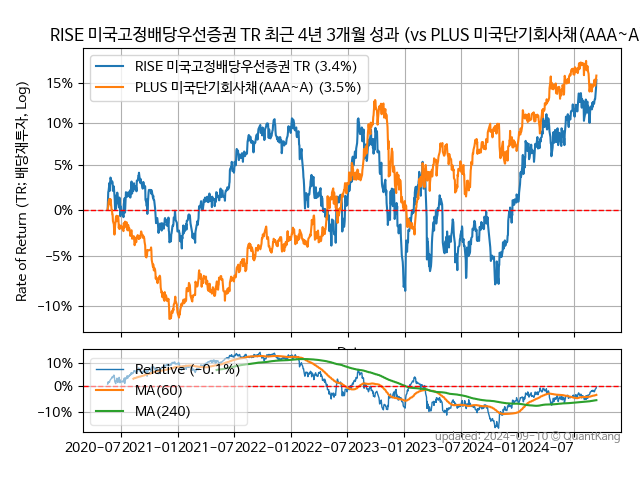 RISE 미국고정배당우선증권 TR 최근 4년 3개월 성과 (vs PLUS 미국단기회사채(AAA~A
RISE 미국고정배당우선증권 TR (3.4%)
PLUS 미국단기회사채(AAA~A) (3.5%)
Rate of Return (TR: 배당재투자, Log)
15%
10%
5%
0%
−5%
−10%
Relative (−0.1%)
MA(60)
MA(240)
10%
0%
−10%
2020-07 2021-01 2021-07 2022-01 2022-07 2023-01 2023-07 2024-01 2024-07
updated: 2024-09-10 © QuantKang